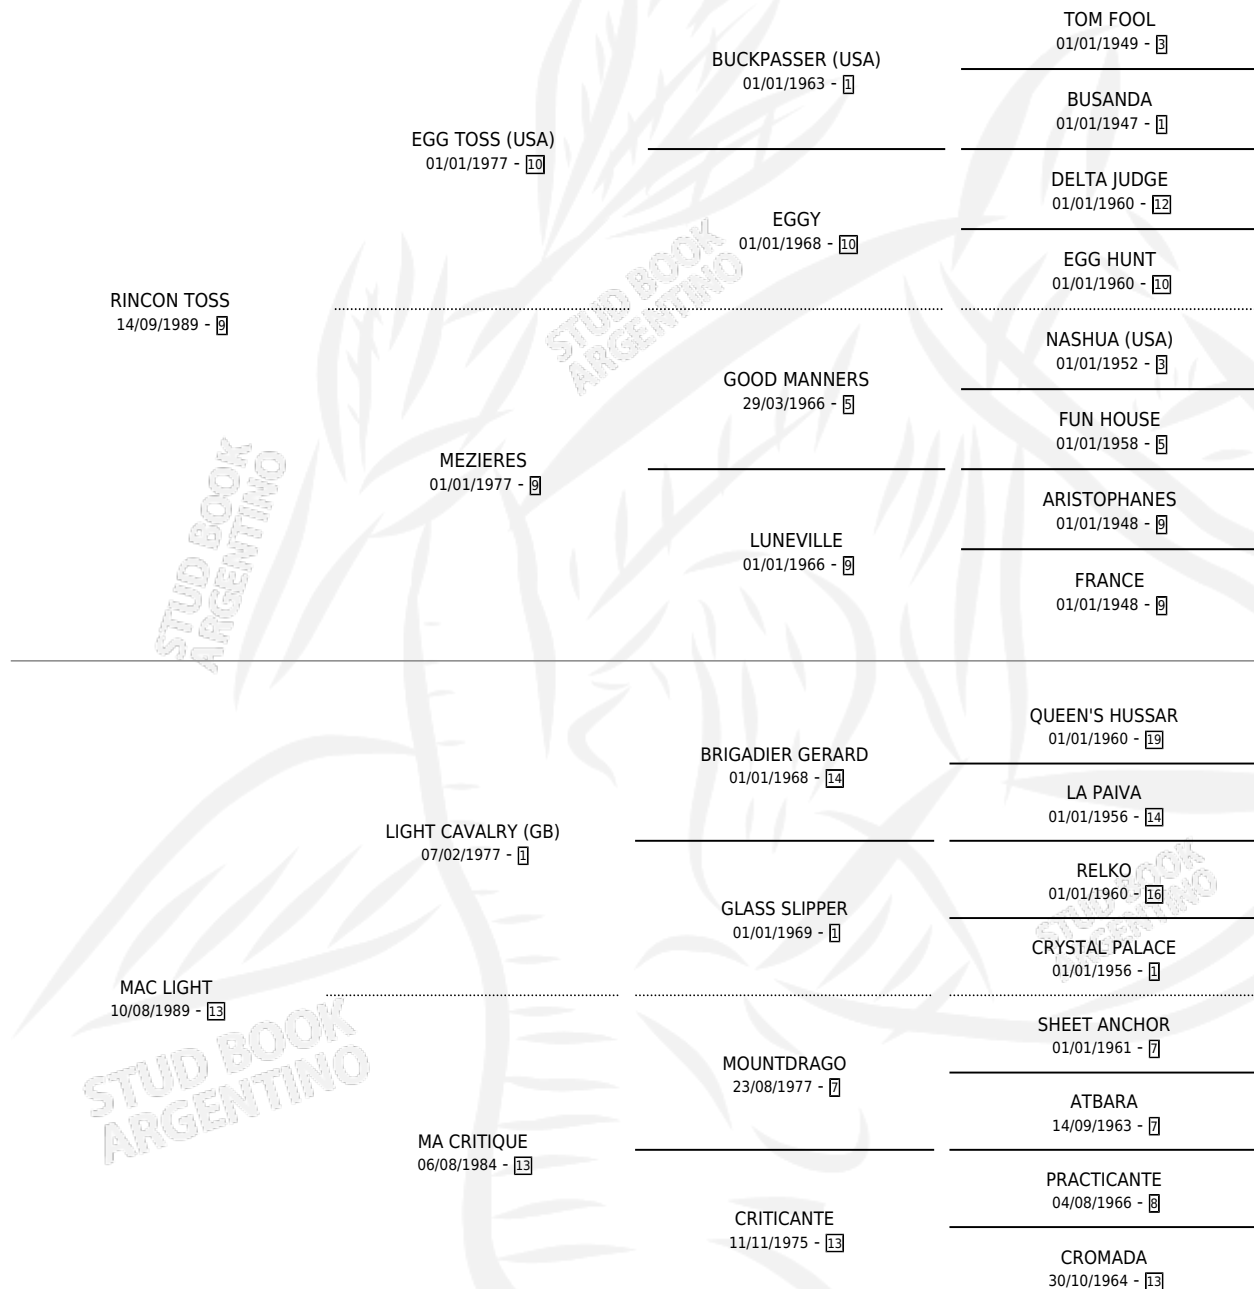 TOM FOOL
01/01/1949 - 3
BUCKPASSER (USA)
01/01/1963 - 1
BUSANDA
01/01/1947 - 1
EGG TOSS (USA)
01/01/1977 - 10
DELTA JUDGE
01/01/1960 - 12
EGGY
01/01/1968 - 10
EGG HUNT
01/01/1960 - 10
RINCON TOSS
14/09/1989 - 9
STUD BOOK
ARGENTINO
NASHUA (USA)
01/01/1952 - 3
GOOD MANNERS
29/03/1966 - 5
FUN HOUSE
01/01/1958 - 5
MEZIERES
01/01/1977 - 9
ARISTOPHANES
01/01/1948 - 9
LUNEVILLE
01/01/1966 - 9
FRANCE
01/01/1948 - 9
STUD BOOK
ARGENTINO
QUEEN'S HUSSAR
01/01/1960 - 19
BRIGADIER GERARD
01/01/1968 - 14
LA PAIVA
01/01/1956 - 14
LIGHT CAVALRY (GB)
07/02/1977 - 1
RELKO
01/01/1960 - 16
GLASS SLIPPER
01/01/1969 - 1
CRYSTAL PALACE
01/01/1956 - 1
STUD BOOK
ARGENTINO
MAC LIGHT
10/08/1989 - 13
STUD BOOK
ARGENTINO
SHEET ANCHOR
01/01/1961 - 7
MOUNTDRAGO
23/08/1977 - 7
ATBARA
14/09/1963 - 7
MA CRITIQUE
06/08/1984 - 13
PRACTICANTE
04/08/1966 - 8
CRITICANTE
11/11/1975 - 13
CROMADA
30/10/1964 - 13